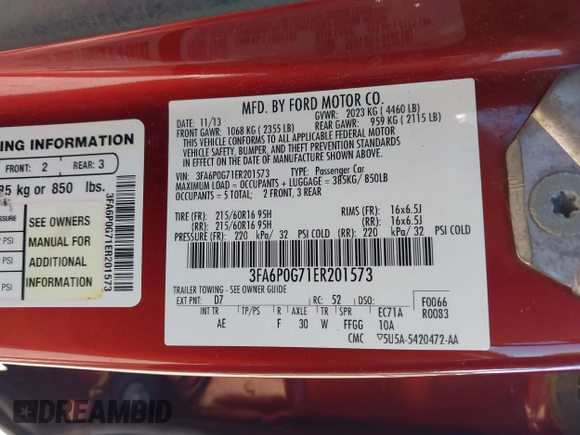 MFD. BY FORD MOTOR CO.
DATE: 11/13 GVWR: 2023 KG ( 4460 LB)
FRONT GAWR: 1068 KG ( 2355 LB) REAR GAWR: 959 KG ( 2115 LB)
THIS VEHICLE CONFORMS TO ALL APPLICABLE FEDERAL MOTOR
VEHICLE SAFETY, BUMPER, AND THEFT PREVENTION STANDARDS IN
EFFECT ON THE DATE OF MANUFACTURE SHOWN ABOVE.
VIN: 3FA6P0G71ER201573 TYPE: Passenger Car
MAXIMUM LOAD = OCCUPANTS + LUGGAGE = 385KG/ 850LB
OCCUPANTS = 5 TOTAL: 2 FRONT, 3 REAR
TIRE (FR): 215/60R16 95H RIMS (FR): 16x6.5J
(R): 215/60R16 95H (R): 16x6.5J
PRESSURE (FR): 220 kPa/ 32 PSI COLD (R): 220 kPa/ 32 PSI COLD
3FA6P0G71ER201573
TRAILER TOWING - SEE OWNER GUIDE
EXT PNT: D7 RC: 52 DSO: F0066
INT TR TP/PS R AXLE TR SPR EC71A R0083
AE F 30 W FFGG 10A
CMC ▽5U5A-5420472-AA
ING INFORMATION
FRONT: 2 REAR: 3
85 kg or 850 lbs.
SEE OWNERS
MANUAL FOR
ADDITIONAL
INFORMATION
PSI
PSI
PSI
3FA6P0G71ER201573
DREAMBID